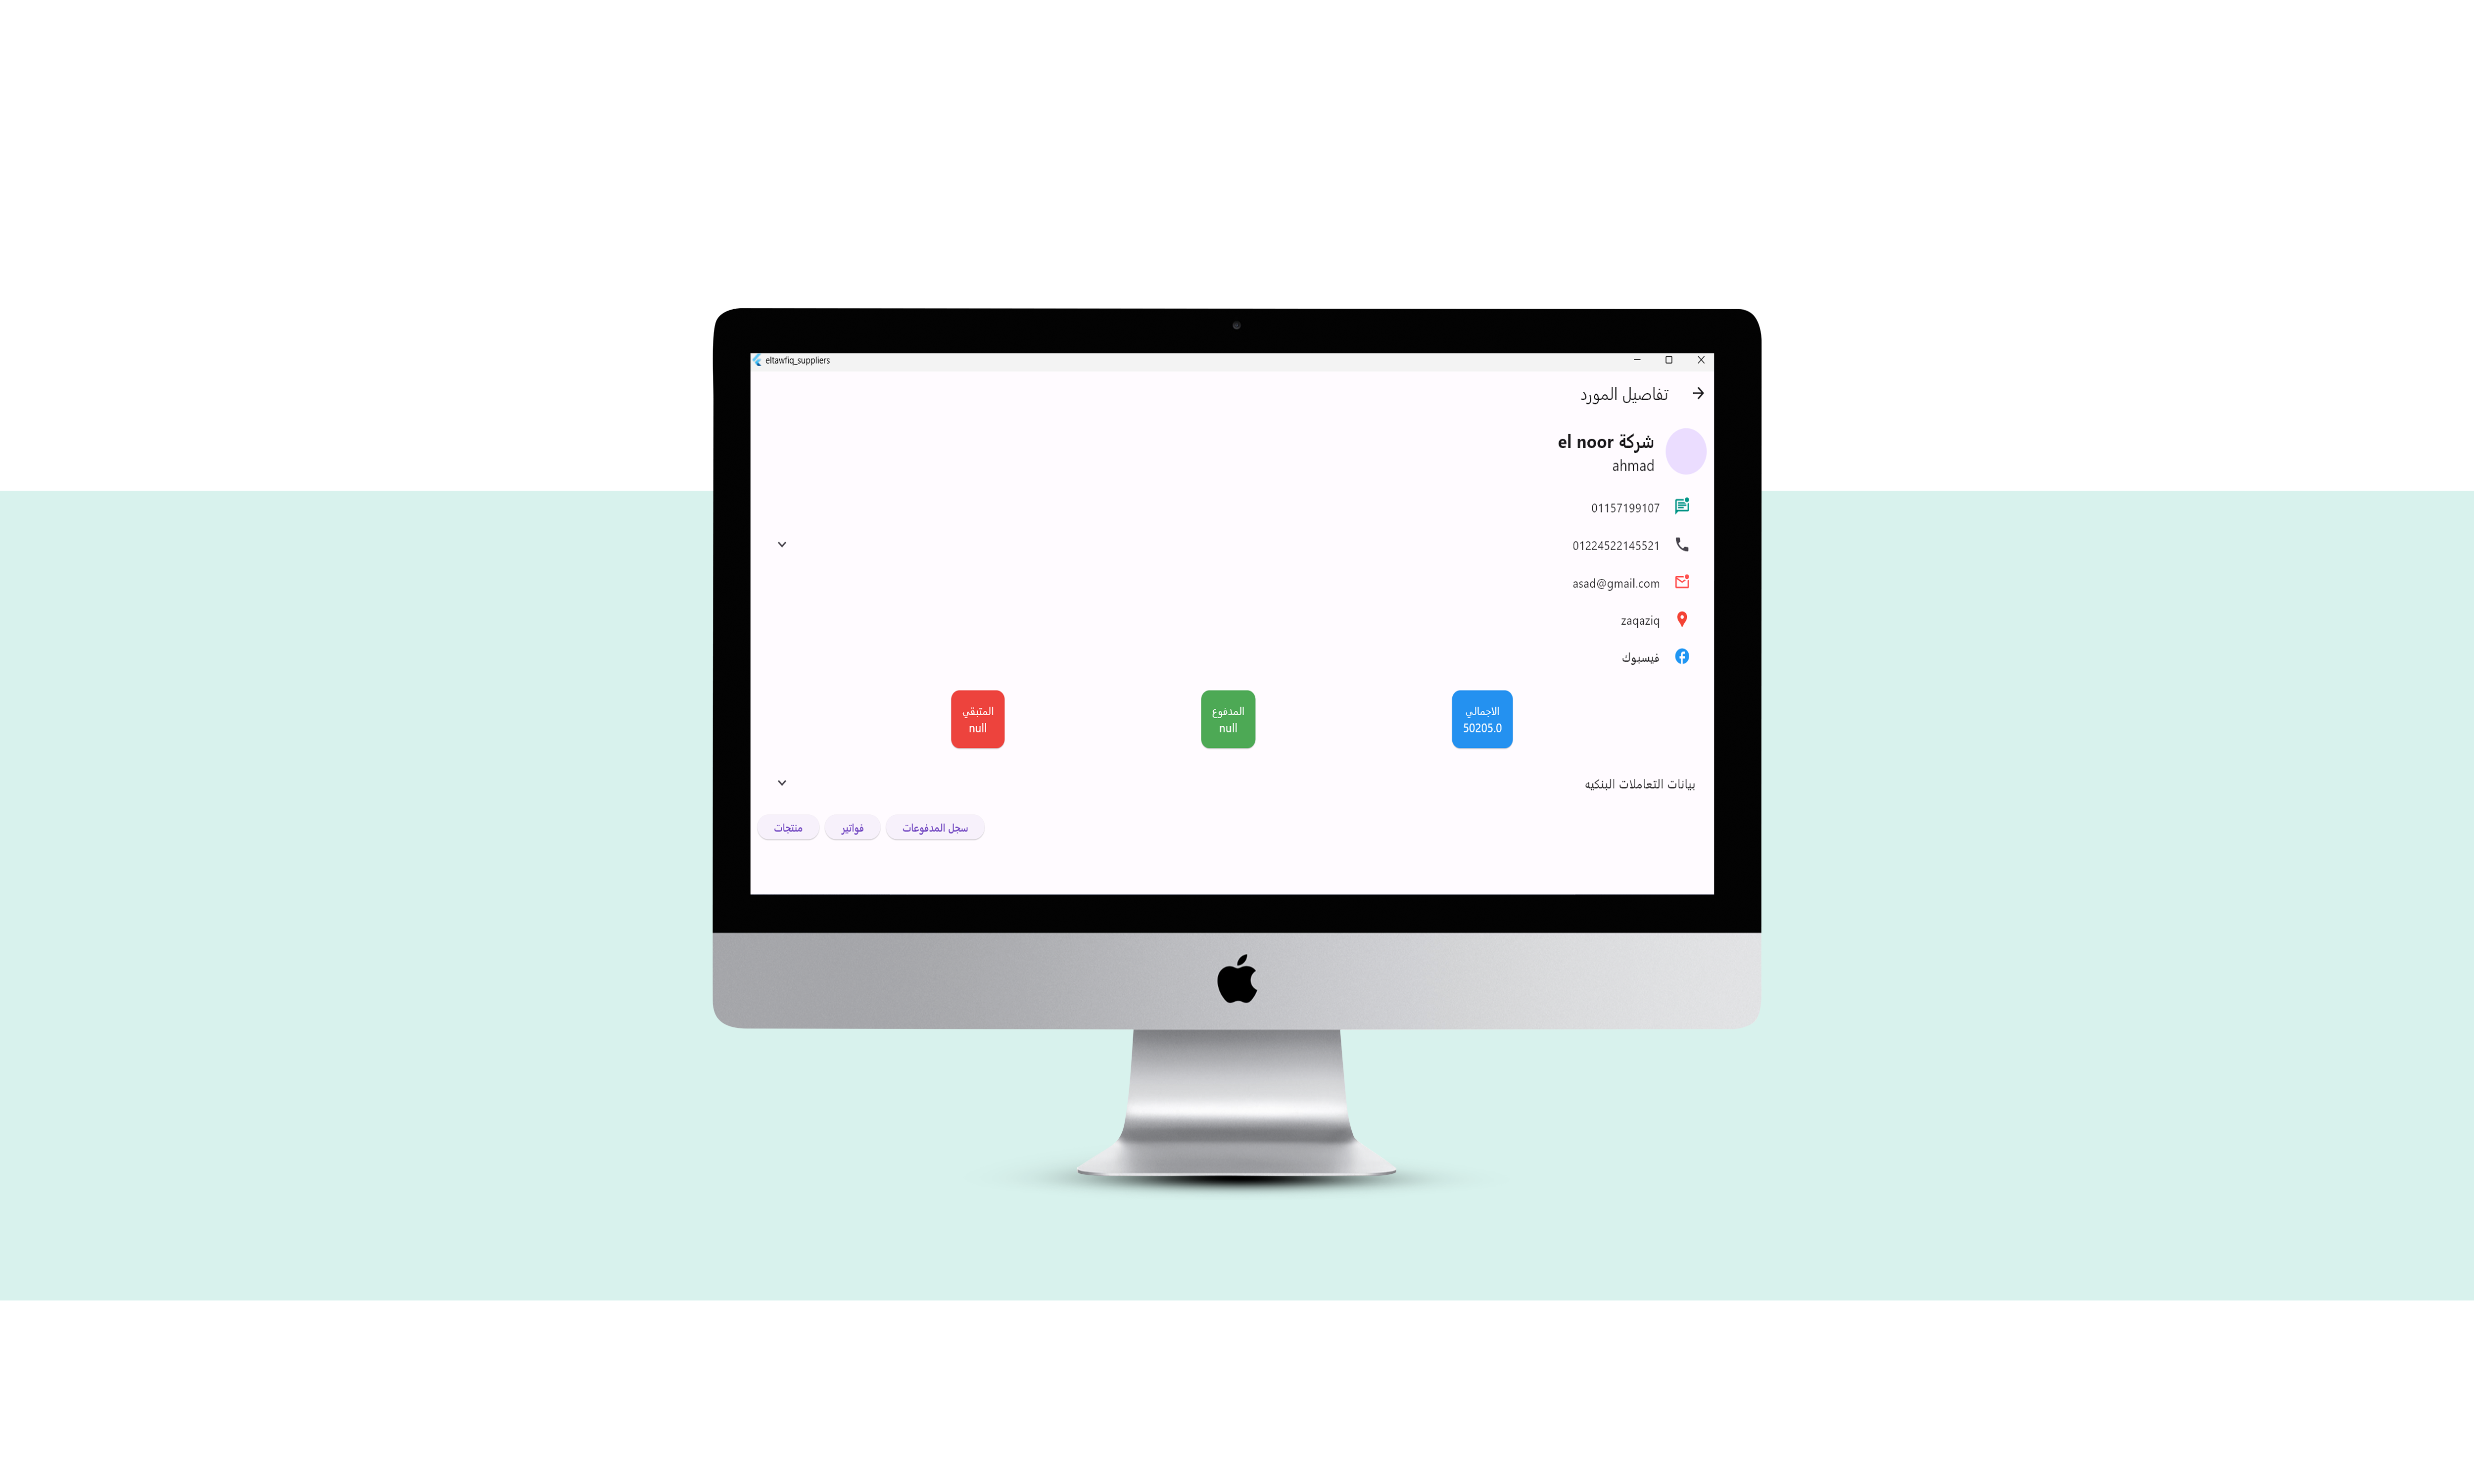 eltawfiq_suppliers
تفاصيل المورد
شركة el noor
ahmad
01157199107
01224522145521
asad@gmail.com
zaqaziq
فيسبوك
الاجمالي
50205.0
المدفوع
null
المتبقي
null
بيانات التعاملات البنكيه
سجل المدفوعات
فواتير
منتجات